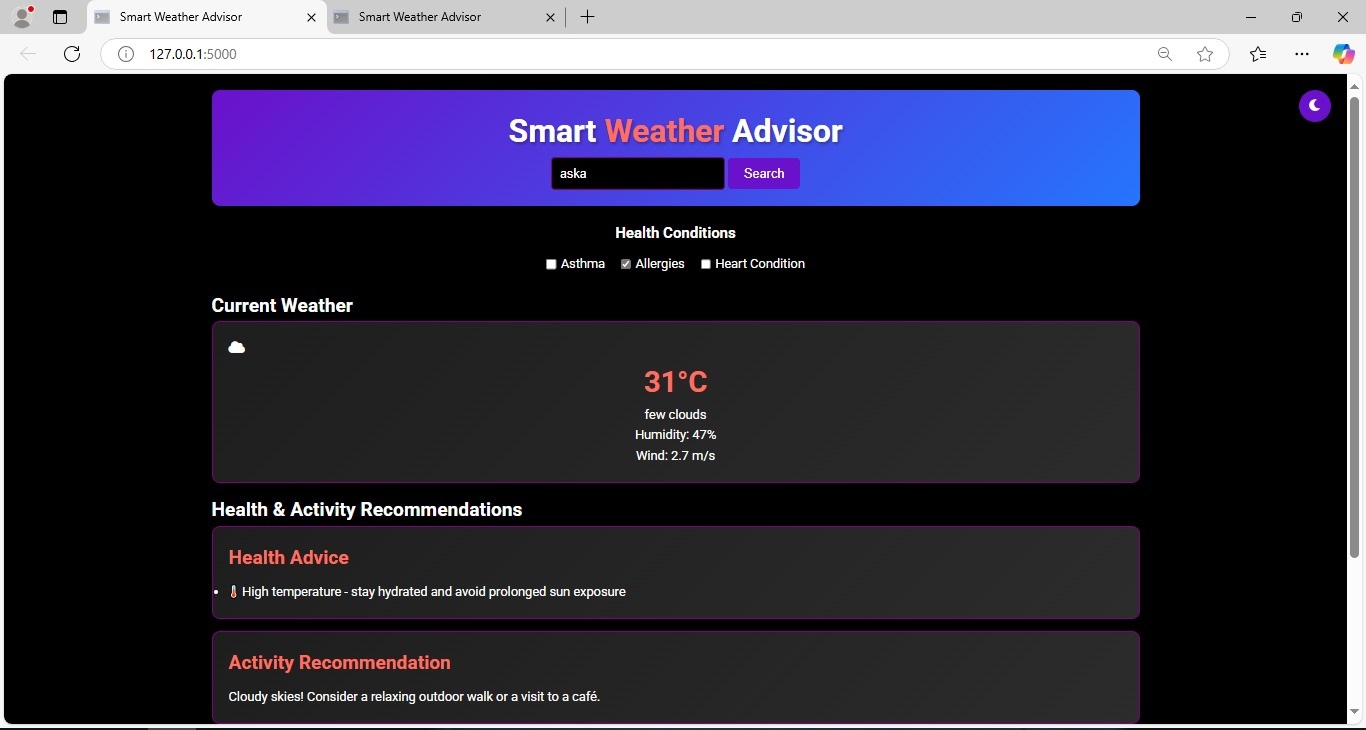 Smart Weather Advisor
Smart Weather Advisor
127.0.0.1:5000
Smart Weather Advisor
aska
Search
Health Conditions
Asthma Allergies Heart Condition
Current Weather
31°C
few clouds
Humidity: 47%
Wind: 2.7 m/s
Health & Activity Recommendations
Health Advice
• 🌡 High temperature - stay hydrated and avoid prolonged sun exposure
Activity Recommendation
Cloudy skies! Consider a relaxing outdoor walk or a visit to a café.